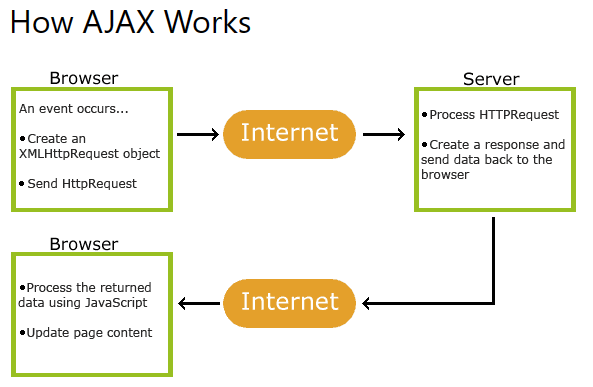 How AJAX Works
Browser
An event occurs...
•Create an
XMLHttpRequest object
• Send HttpRequest
Internet
Server
•Process HTTPRequest
•Create a response and
send data back to the
browser
Browser
•Process the returned
data using JavaScript
•Update page content
Internet